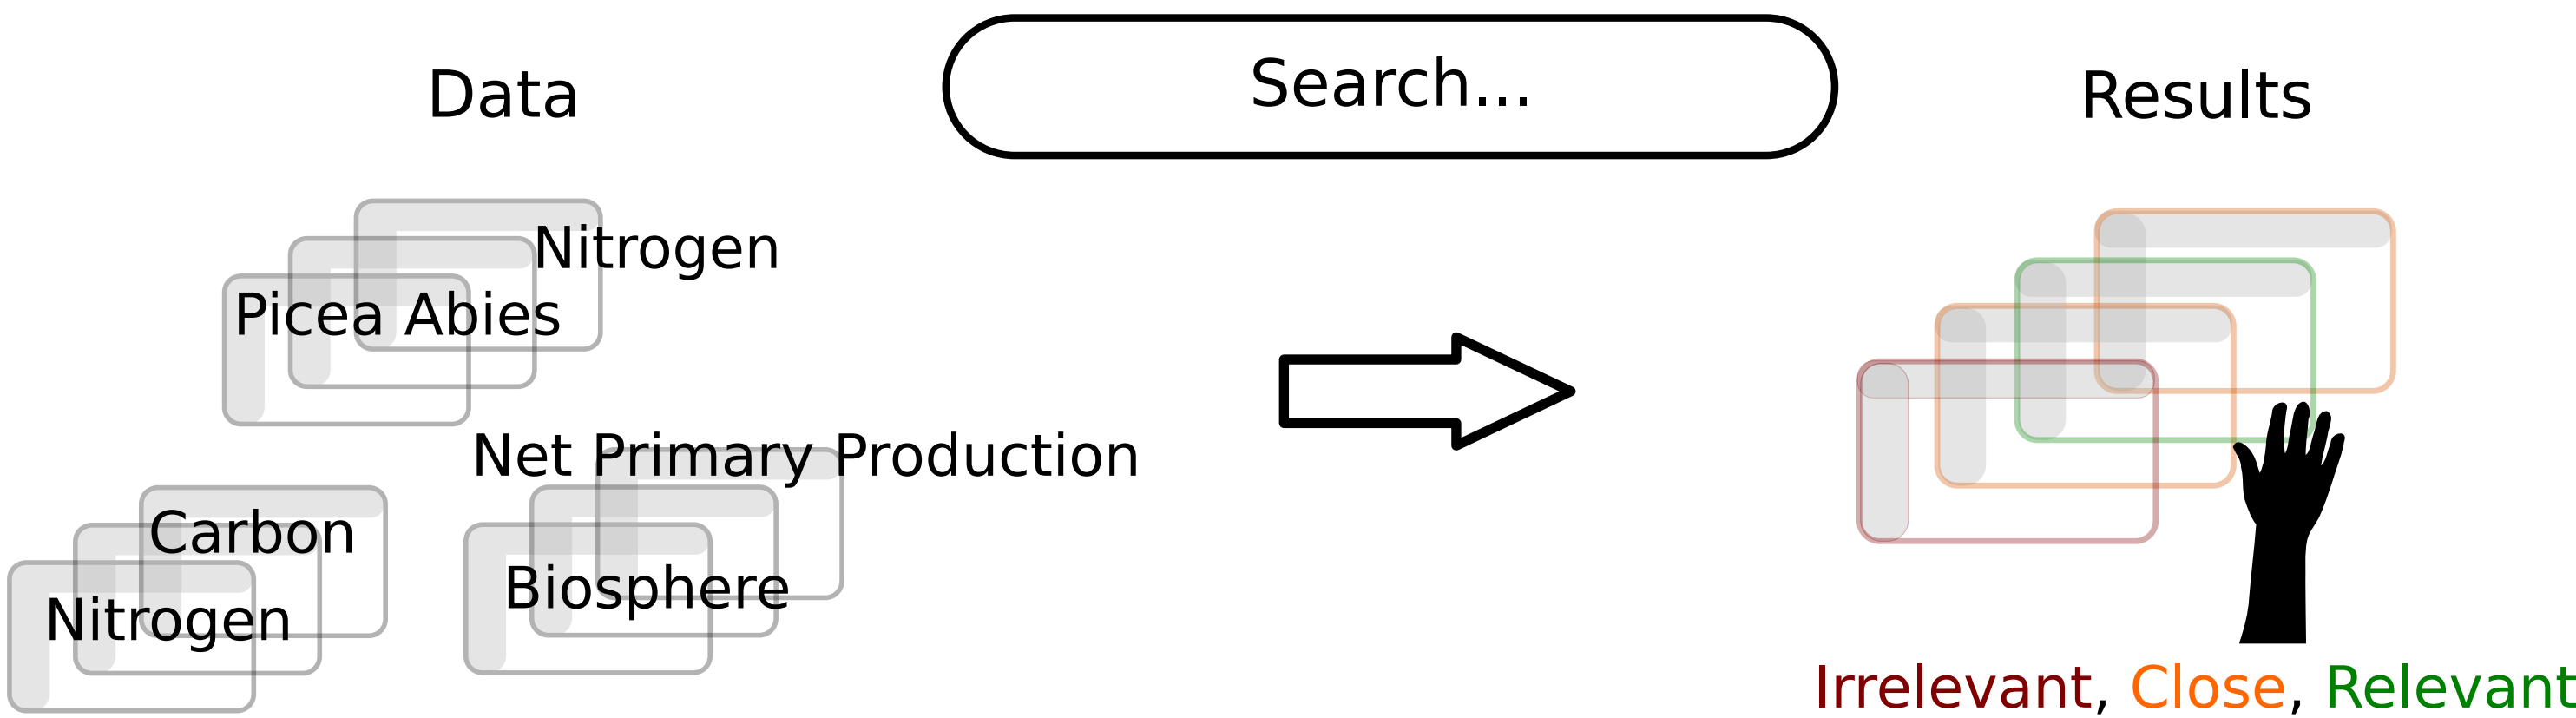 Data
Search...
Results
Nitrogen
Picea Abies
Net Primary Production
Carbon
Biosphere
Nitrogen
Irrelevant, Close, Relevant